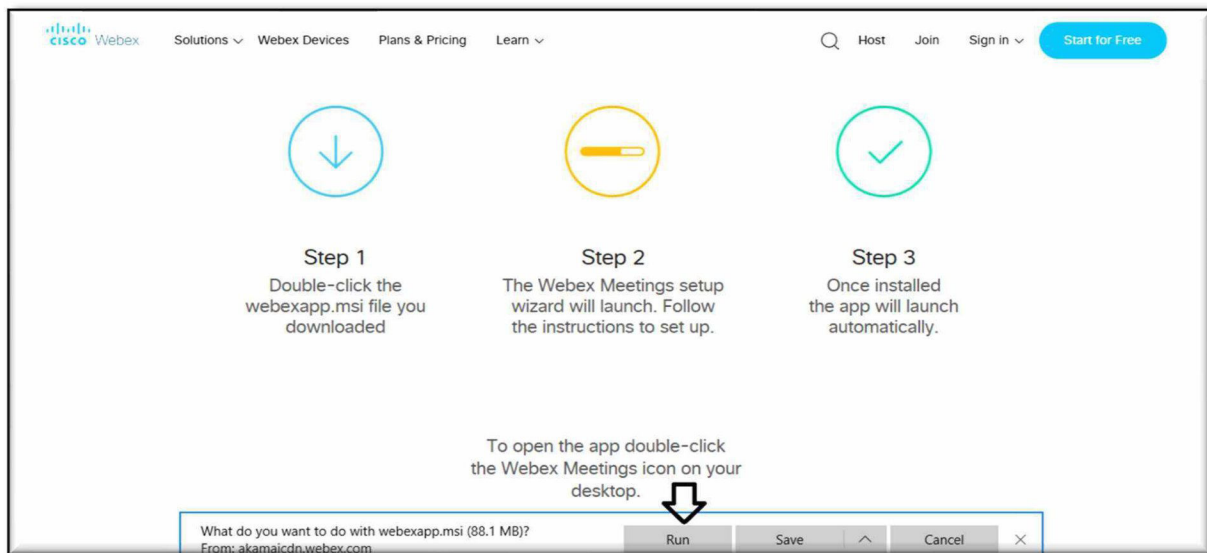 CISCO Webex
Solutions
Webex Devices
Plans & Pricing
Learn
Host
Join
Sign in
Start for Free
Step 1
Double-click the
webexapp.msi file you
downloaded
Step 2
The Webex Meetings setup
wizard will launch. Follow
the instructions to set up.
Step 3
Once installed
the app will launch
automatically.
To open the app double-click
the Webex Meetings icon on your
desktop.
What do you want to do with webexapp.msi (88.1 MB)?
From: akamaicdn.webex.com
Run
Save
Cancel